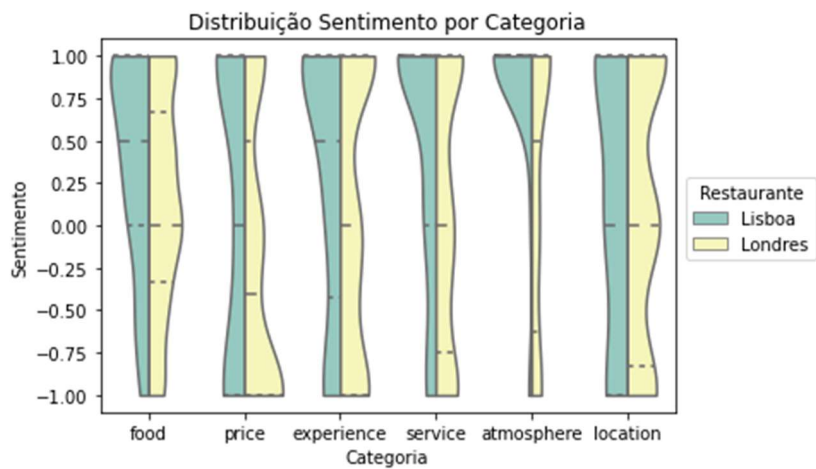 Distribuição Sentimento por Categoria
Sentimento
1.00
0.75
0.50
0.25
0.00
−0.25
−0.50
−0.75
−1.00
food price experience service atmosphere location
Categoria
Restaurante
Lisboa
Londres